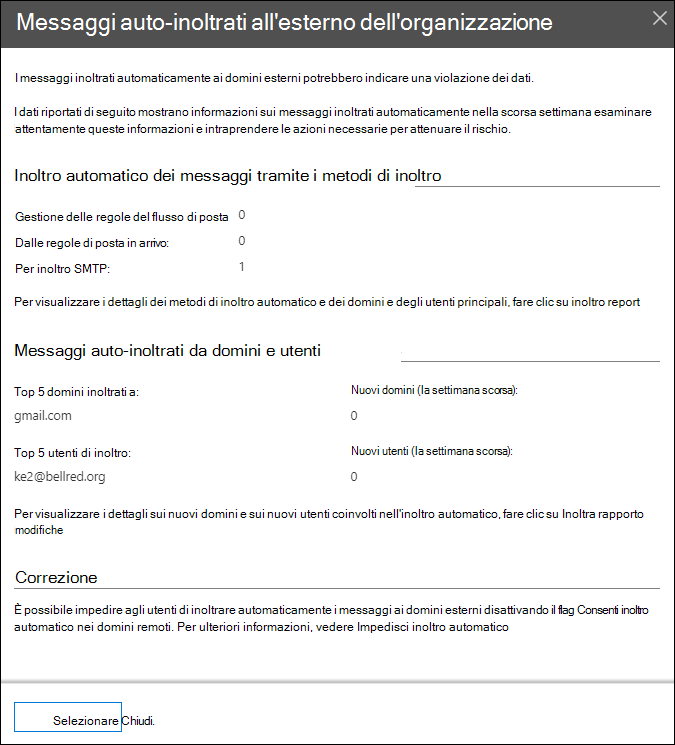 Messaggi auto-inoltrati all'esterno dell'organizzazione
I messaggi inoltrati automaticamente ai domini esterni potrebbero indicare una violazione dei dati.
I dati riportati di seguito mostrano informazioni sui messaggi inoltrati automaticamente nella scorsa settimana esaminare
attentamente queste informazioni e intraprendere le azioni necessarie per attenuare il rischio.
Inoltro automatico dei messaggi tramite i metodi di inoltro
Gestione delle regole del flusso di posta 0
Dalle regole di posta in arrivo: 0
Per inoltro SMTP: 1
Per visualizzare i dettagli dei metodi di inoltro automatico e dei domini e degli utenti principali, fare clic su inoltro report
Messaggi auto-inoltrati da domini e utenti
Top 5 domini inoltrati a: Nuovi domini (la settimana scorsa):
gmail.com 0
Top 5 utenti di inoltro: Nuovi utenti (la settimana scorsa):
ke2@bellred.org 0
Per visualizzare i dettagli sui nuovi domini e sui nuovi utenti coinvolti nell'inoltro automatico, fare clic su Inoltra rapporto
modifiche
Correzione
È possibile impedire agli utenti di inoltrare automaticamente i messaggi ai domini esterni disattivando il flag Consenti inoltro
automatico nei domini remoti. Per ulteriori informazioni, vedere Impedisci inoltro automatico
Selezionare Chiudi.